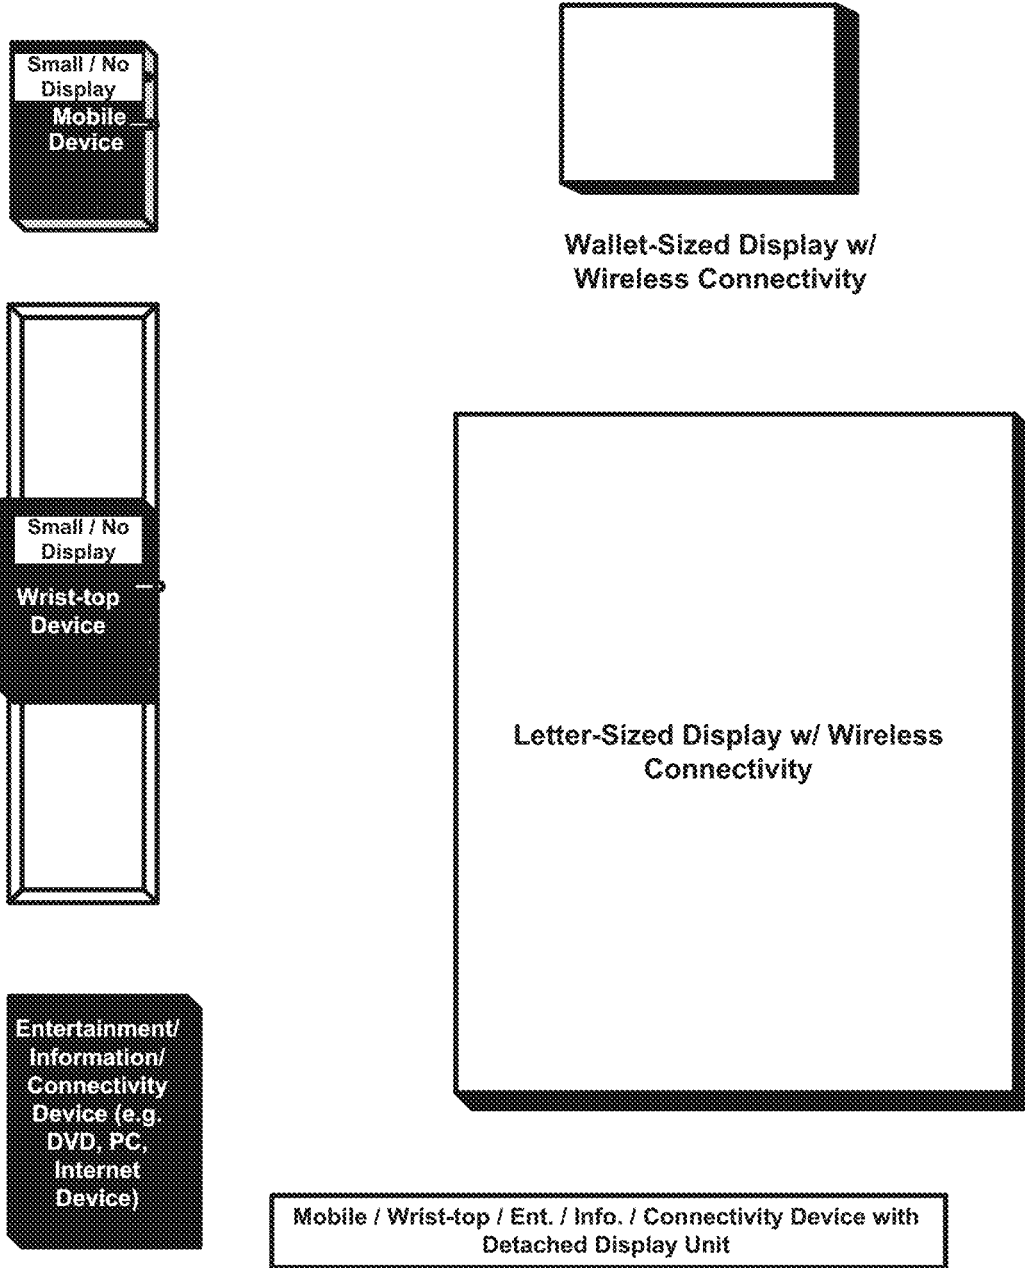 Small / No
Display
Mobile
Device
Wallet-Sized Display w/
Wireless Connectivity
Small / No
Display
Wrist-top
Device
Letter-Sized Display w/ Wireless
Connectivity
Entertainment/
Information/
Connectivity
Device (e.g.
DVD, PC,
Internet
Device)
Mobile / Wrist-top / Ent. / Info. / Connectivity Device with
Detached Display Unit